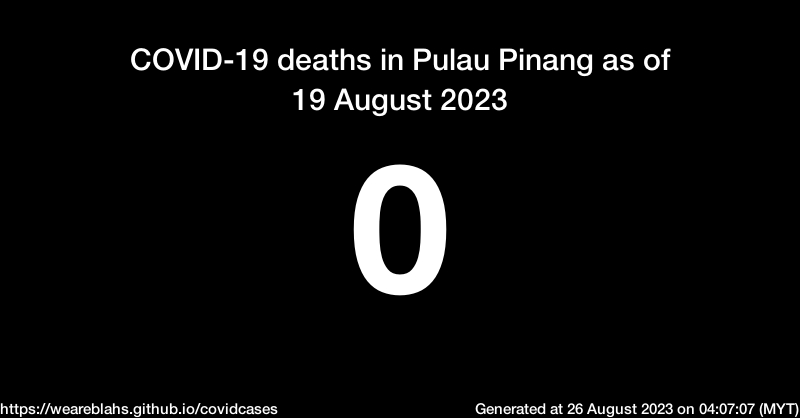 COVID-19 deaths in Pulau Pinang as of
19 August 2023
0
https://weareblahs.github.io/covidcases
Generated at 26 August 2023 on 04:07:07 (MYT)